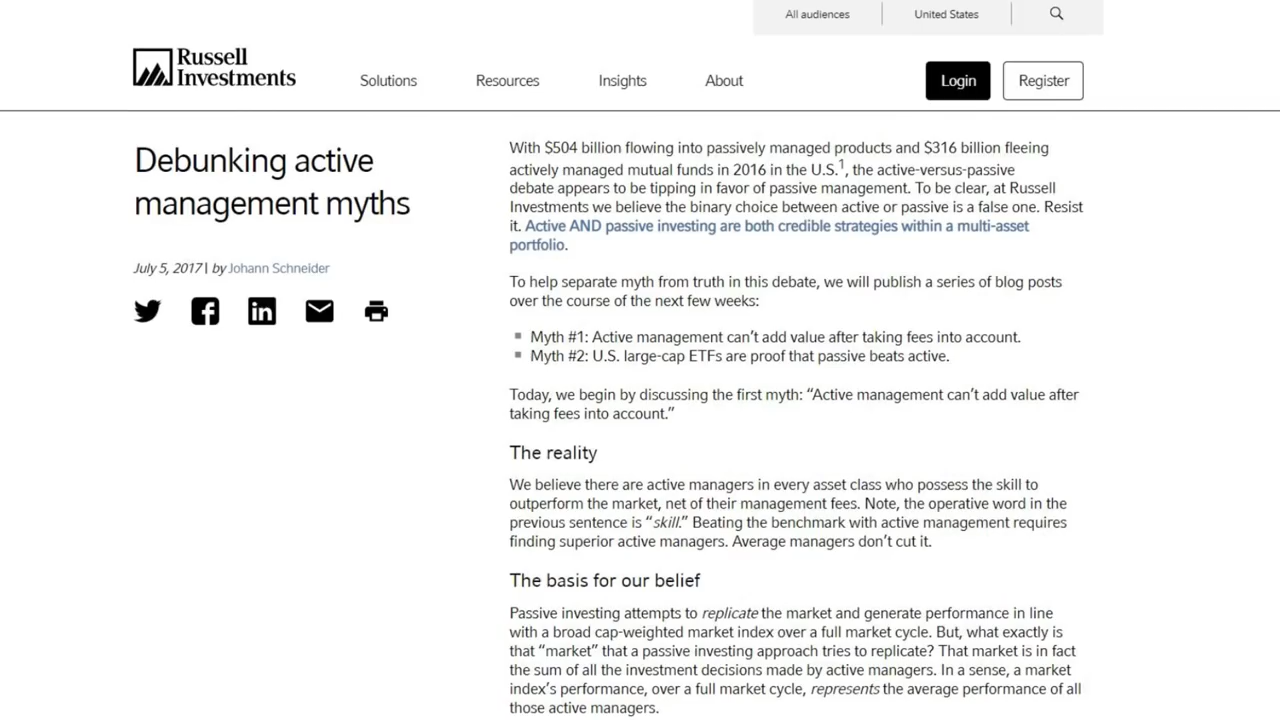 All audiences
United States
Russell
Investments
Solutions
Resources
Insights
About
Login
Register
Debunking active
management myths
July 5, 2017 | by Johann Schneider
With $504 billion flowing into passively managed products and $316 billion fleeing
actively managed mutual funds in 2016 in the U.S.1, the active-versus-passive
debate appears to be tipping in favor of passive management. To be clear, at Russell
Investments we believe the binary choice between active or passive is a false one. Resist
it. Active AND passive investing are both credible strategies within a multi-asset
portfolio.
To help separate myth from truth in this debate, we will publish a series of blog posts
over the course of the next few weeks:
Myth #1: Active management can’t add value after taking fees into account.
Myth #2: U.S. large-cap ETFs are proof that passive beats active.
Today, we begin by discussing the first myth: “Active management can’t add value after
taking fees into account.”
The reality
We believe there are active managers in every asset class who possess the skill to
outperform the market, net of their management fees. Note, the operative word in the
previous sentence is “skill.” Beating the benchmark with active management requires
finding superior active managers. Average managers don’t cut it.
The basis for our belief
Passive investing attempts to replicate the market and generate performance in line
with a broad cap-weighted market index over a full market cycle. But, what exactly is
that “market” that a passive investing approach tries to replicate? That market is in fact
the sum of all the investment decisions made by active managers. In a sense, a market
index’s performance, over a full market cycle, represents the average performance of all
those active managers.